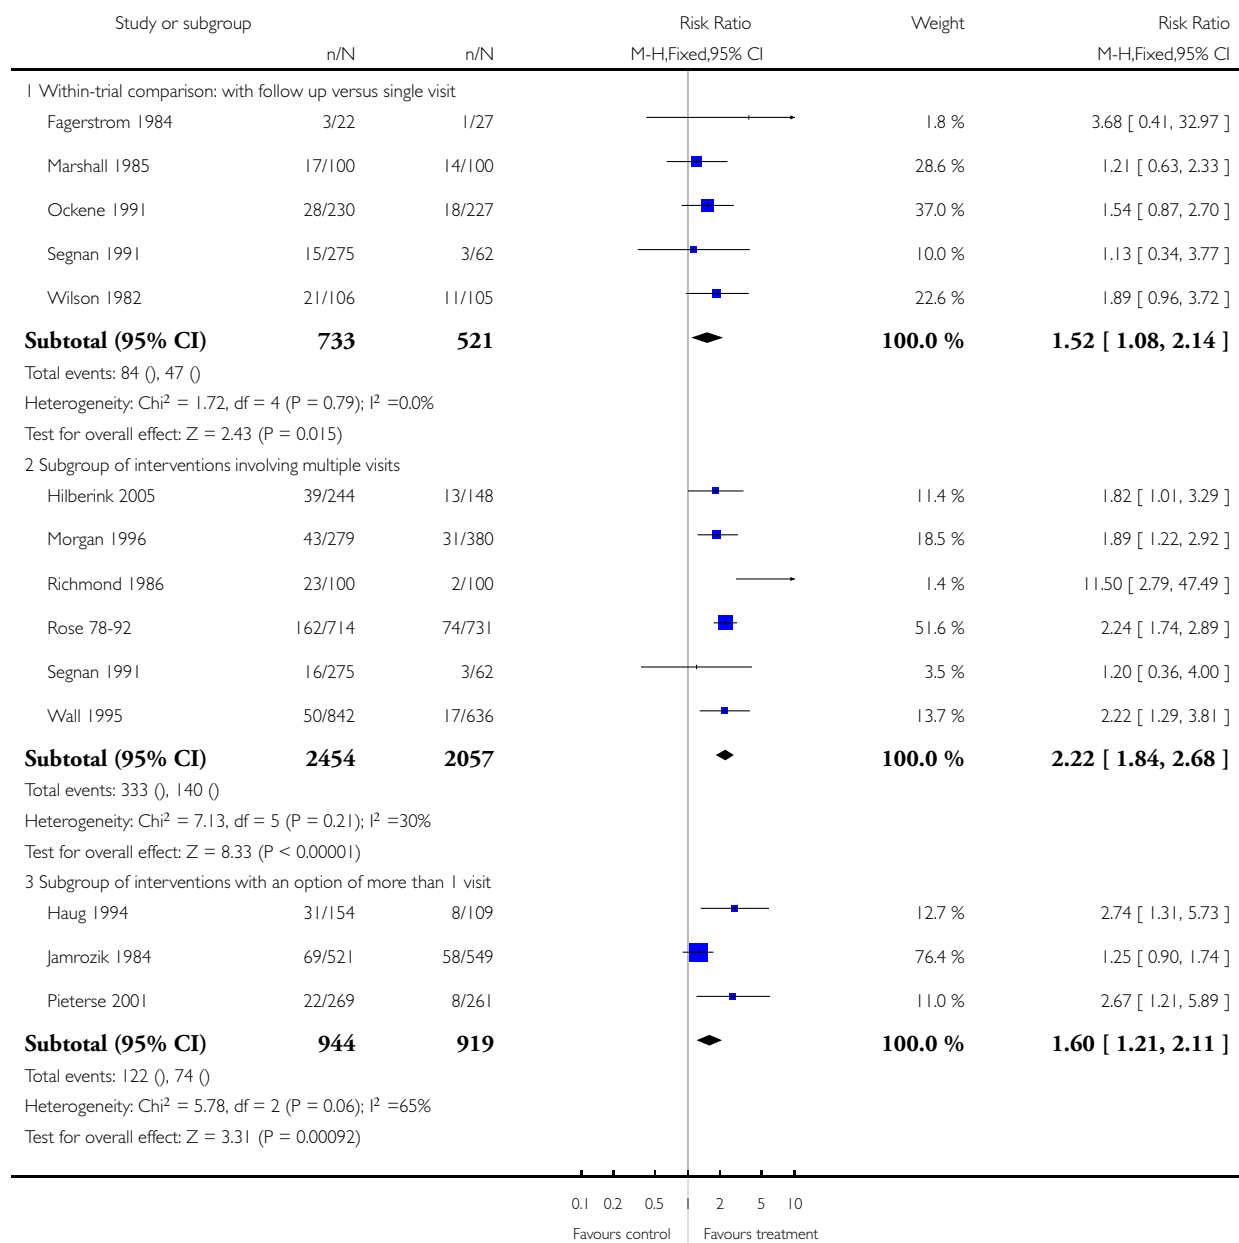 Study or subgroup Risk Ratio Weight Risk Ratio
n/N n/N M-H,Fixed,95% CI M-H,Fixed,95% CI
1 Within-trial comparison: with follow up versus single visit
Fagerstrom 1984 3/22 1/27 1.8 % 3.68 [ 0.41, 32.97 ]
Marshall 1985 17/100 14/100 28.6 % 1.21 [ 0.63, 2.33 ]
Ockene 1991 28/230 18/227 37.0 % 1.54 [ 0.87, 2.70 ]
Segnan 1991 15/275 3/62 10.0 % 1.13 [ 0.34, 3.77 ]
Wilson 1982 21/106 11/105 22.6 % 1.89 [ 0.96, 3.72 ]
Subtotal (95% CI) 733 521 100.0 % 1.52 [ 1.08, 2.14 ]
Total events: 84 (), 47 ()
Heterogeneity: Chi² = 1.72, df = 4 (P = 0.79); I² =0.0%
Test for overall effect: Z = 2.43 (P = 0.015)
2 Subgroup of interventions involving multiple visits
Hilberink 2005 39/244 13/148 11.4 % 1.82 [ 1.01, 3.29 ]
Morgan 1996 43/279 31/380 18.5 % 1.89 [ 1.22, 2.92 ]
Richmond 1986 23/100 2/100 1.4 % 11.50 [ 2.79, 47.49 ]
Rose 78-92 162/714 74/731 51.6 % 2.24 [ 1.74, 2.89 ]
Segnan 1991 16/275 3/62 3.5 % 1.20 [ 0.36, 4.00 ]
Wall 1995 50/842 17/636 13.7 % 2.22 [ 1.29, 3.81 ]
Subtotal (95% CI) 2454 2057 100.0 % 2.22 [ 1.84, 2.68 ]
Total events: 333 (), 140 ()
Heterogeneity: Chi² = 7.13, df = 5 (P = 0.21); I² =30%
Test for overall effect: Z = 8.33 (P < 0.00001)
3 Subgroup of interventions with an option of more than 1 visit
Haug 1994 31/154 8/109 12.7 % 2.74 [ 1.31, 5.73 ]
Jamrozik 1984 69/521 58/549 76.4 % 1.25 [ 0.90, 1.74 ]
Pieterse 2001 22/269 8/261 11.0 % 2.67 [ 1.21, 5.89 ]
Subtotal (95% CI) 944 919 100.0 % 1.60 [ 1.21, 2.11 ]
Total events: 122 (), 74 ()
Heterogeneity: Chi² = 5.78, df = 2 (P = 0.06); I² =65%
Test for overall effect: Z = 3.31 (P = 0.00092)
0.1 0.2 0.5 1 2 5 10
Favours control Favours treatment